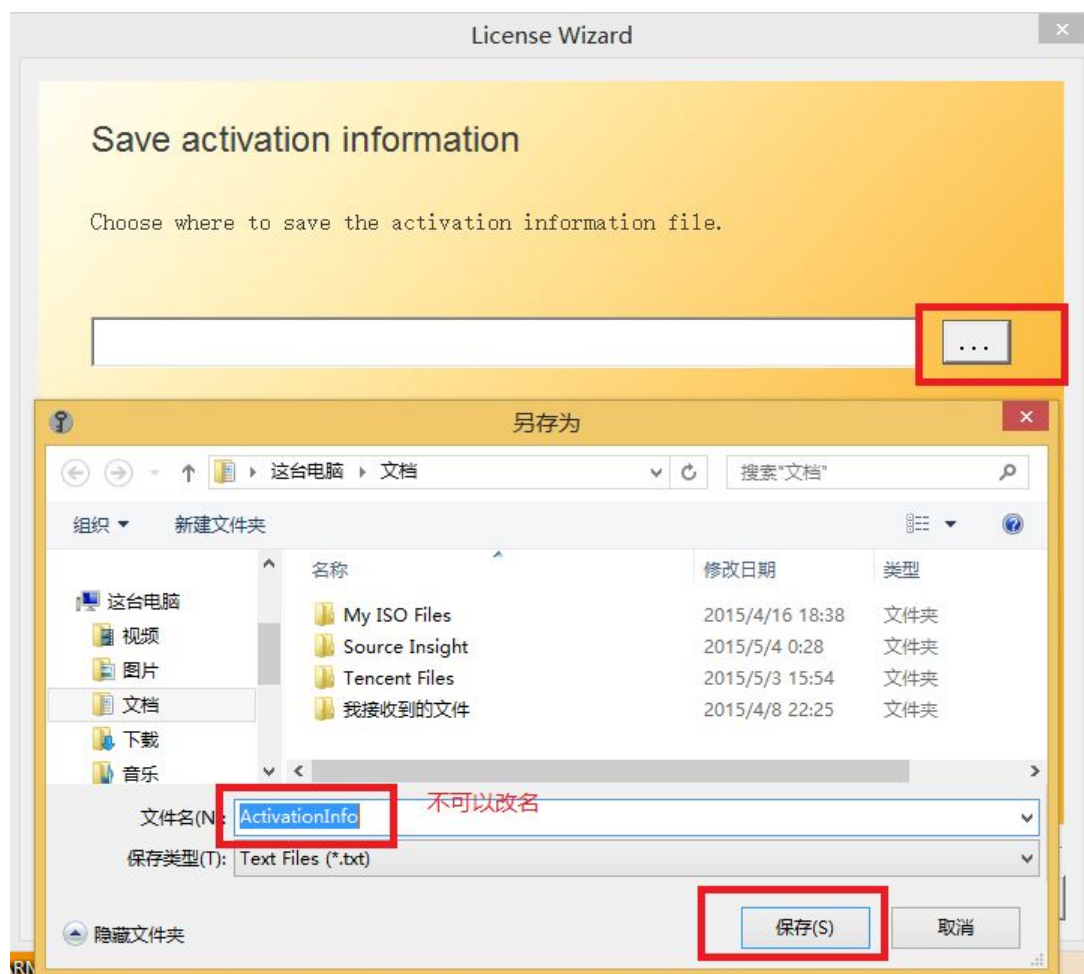 License Wizard
Save activation information
Choose where to save the activation information file.
...
另存为
这台电脑 文档
搜索"文档"
组织 新建文件夹
名称 修改日期 类型
这台电脑
视频
图片
文档
下载
音乐
My ISO Files 2015/4/16 18:38 文件夹
Source Insight 2015/5/4 0:28 文件夹
Tencent Files 2015/5/3 15:54 文件夹
我接收到的文件 2015/4/8 22:25 文件夹
不可以改名
文件名(N): ActivationInfo
保存类型(T): Text Files (*.txt)
隐藏文件夹 保存(S) 取消